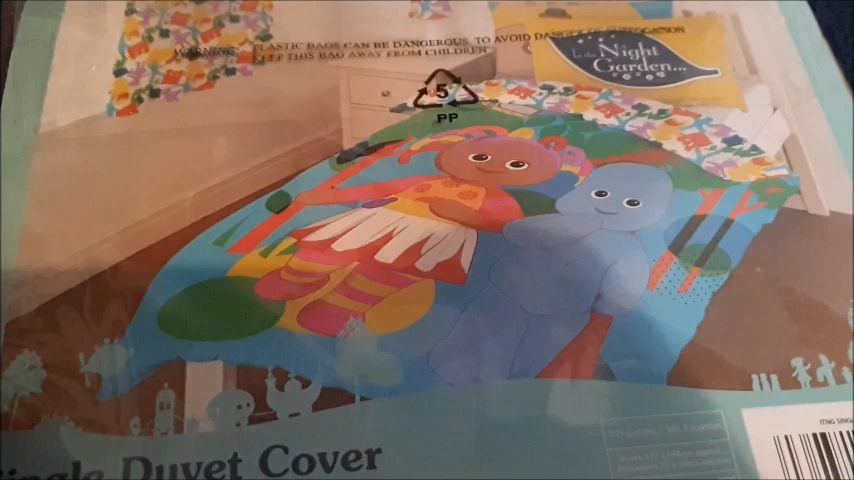 WARNING: PLASTIC BAGS CAN BE DANGEROUS. TO AVOID DANGER OF SUFFOCATION
KEEP THIS BAG AWAY FROM CHILDREN
In the Night
Garden...
5
PP
Single Duvet Cover